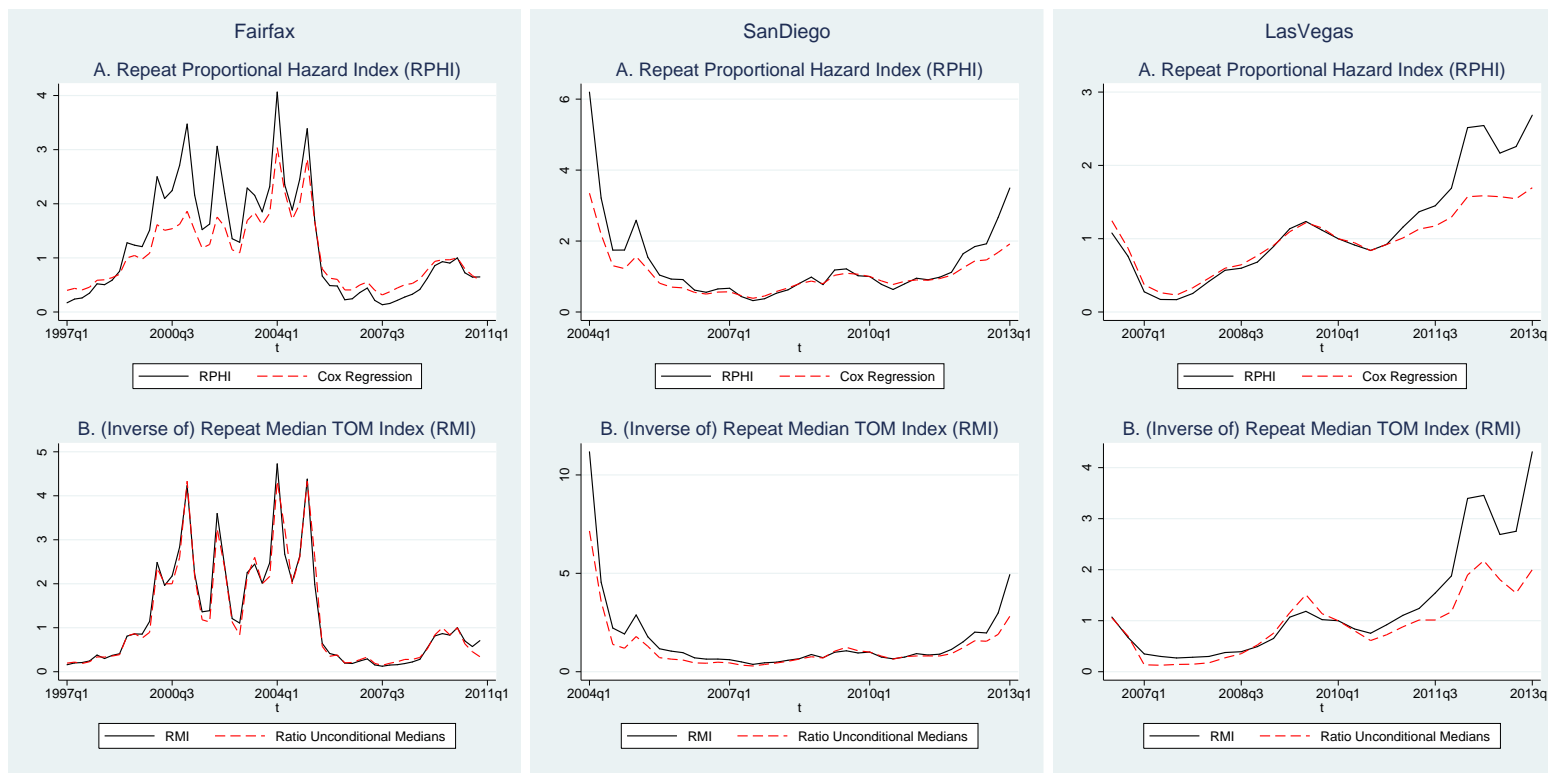 Fairfax
A. Repeat Proportional Hazard Index (RPHI)
4
3
2
1
0
1997q1 2000q3 2004q1 2007q3 2011q1
t
RPHI Cox Regression
B. (Inverse of) Repeat Median TOM Index (RMI)
5
4
3
2
1
0
1997q1 2000q3 2004q1 2007q3 2011q1
t
RMI Ratio Unconditional Medians
SanDiego
A. Repeat Proportional Hazard Index (RPHI)
6
4
2
0
2004q1 2007q1 2010q1 2013q1
t
RPHI Cox Regression
B. (Inverse of) Repeat Median TOM Index (RMI)
10
5
0
2004q1 2007q1 2010q1 2013q1
t
RMI Ratio Unconditional Medians
LasVegas
A. Repeat Proportional Hazard Index (RPHI)
3
2
1
0
2007q1 2008q3 2010q1 2011q3 2013q
t
RPHI Cox Regression
B. (Inverse of) Repeat Median TOM Index (RMI)
4
3
2
1
0
2007q1 2008q3 2010q1 2011q3 2013q
t
RMI Ratio Unconditional Medians